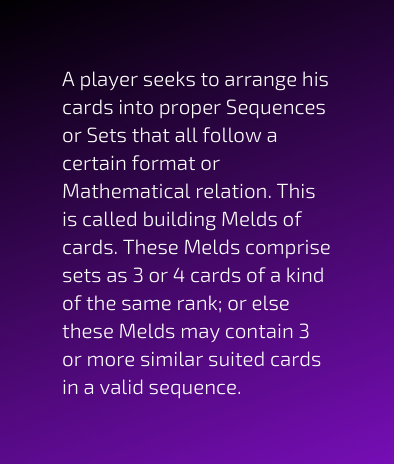 A player seeks to arrange his
cards into proper Sequences
or Sets that all follow a
certain format or
Mathematical relation. This
is called building Melds of
cards. These Melds comprise
sets as 3 or 4 cards of a kind
of the same rank; or else
these Melds may contain 3
or more similar suited cards
in a valid sequence.